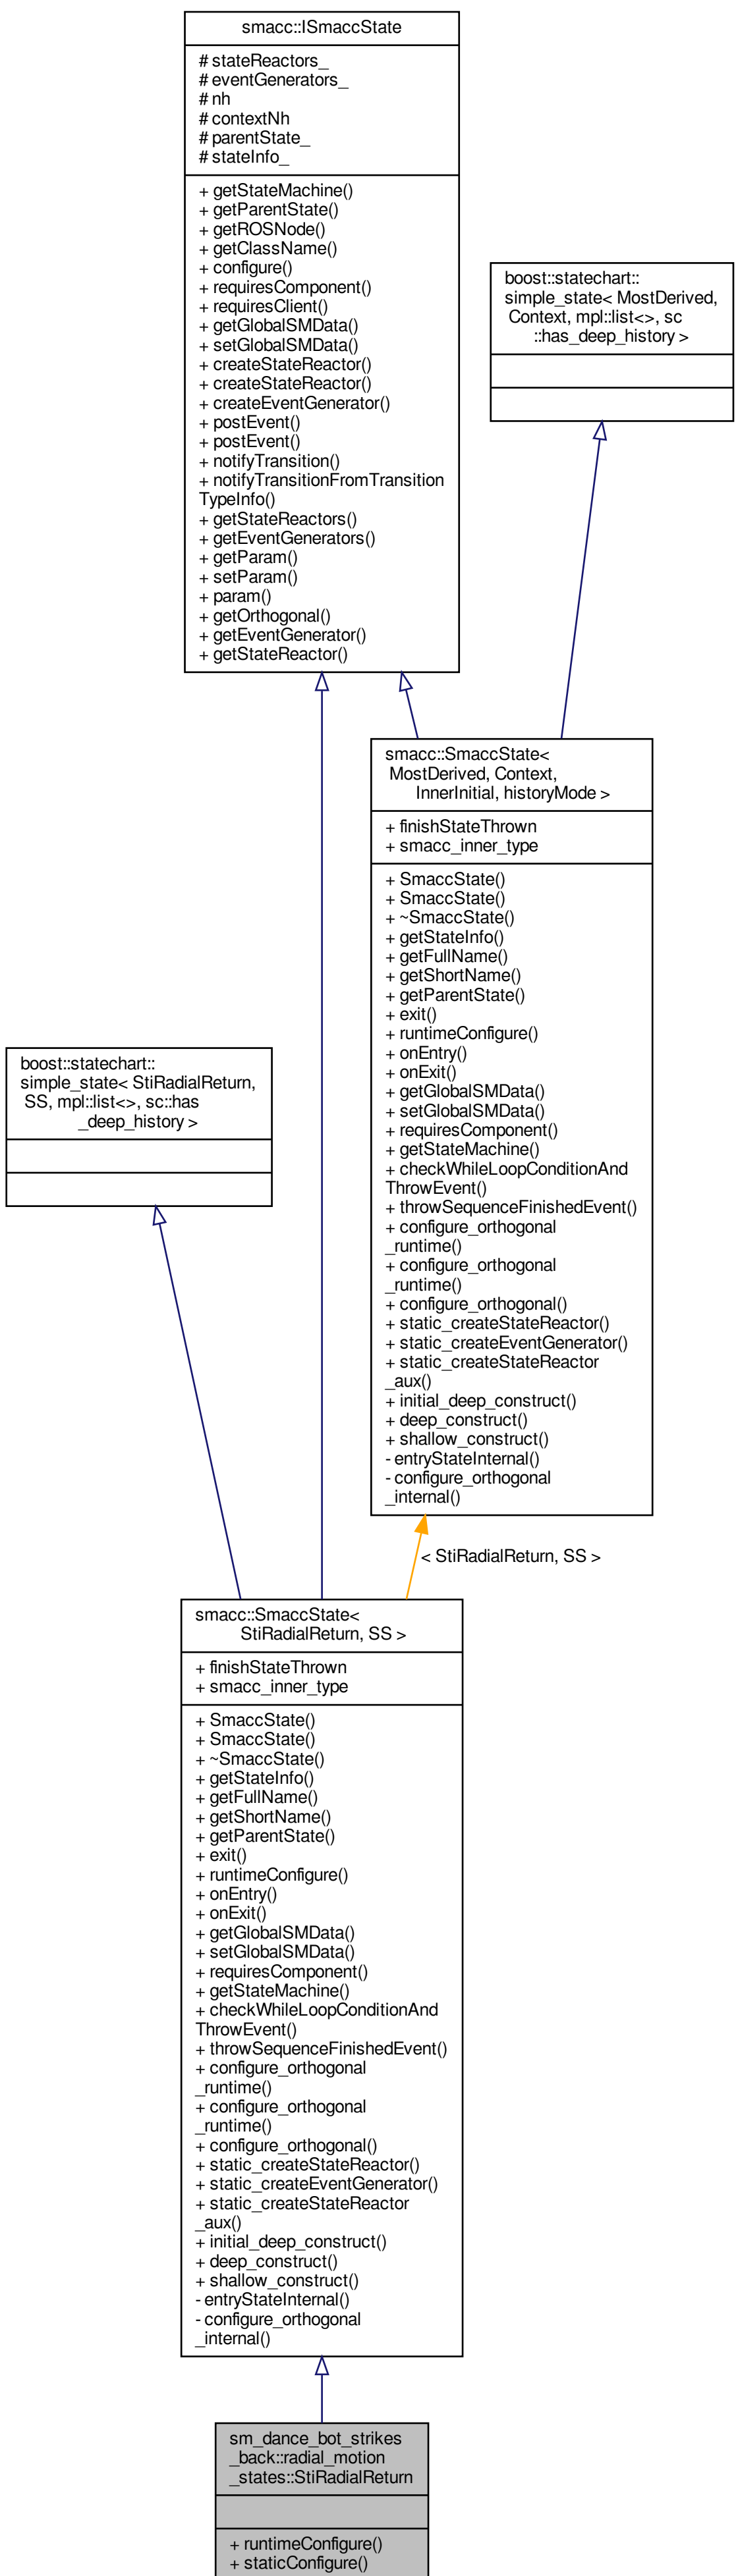 smacc::ISmaccState
# stateReactors_
# eventGenerators_
# nh
# contextNh
# parentState_
# stateInfo_
+ getStateMachine()
+ getParentState()
+ getROSNode()
+ getClassName()
+ configure()
+ requiresComponent()
+ requiresClient()
+ getGlobalSMData()
+ setGlobalSMData()
+ createStateReactor()
+ createStateReactor()
+ createEventGenerator()
+ postEvent()
+ postEvent()
+ notifyTransition()
+ notifyTransitionFromTransition
TypeInfo()
+ getStateReactors()
+ getEventGenerators()
+ getParam()
+ setParam()
+ param()
+ getOrthogonal()
+ getEventGenerator()
+ getStateReactor()
boost::statechart::
simple_state< MostDerived,
Context, mpl::list<>, sc
::has_deep_history >
smacc::SmaccState<
MostDerived, Context,
InnerInitial, historyMode >
+ finishStateThrown
+ smacc_inner_type
+ SmaccState()
+ SmaccState()
+ ~SmaccState()
+ getStateInfo()
+ getFullName()
+ getShortName()
+ getParentState()
+ exit()
+ runtimeConfigure()
+ onEntry()
+ onExit()
+ getGlobalSMData()
+ setGlobalSMData()
+ requiresComponent()
+ getStateMachine()
+ checkWhileLoopConditionAnd
ThrowEvent()
+ throwSequenceFinishedEvent()
+ configure_orthogonal
_runtime()
+ configure_orthogonal
_runtime()
+ configure_orthogonal()
+ static_createStateReactor()
+ static_createEventGenerator()
+ static_createStateReactor
_aux()
+ initial_deep_construct()
+ deep_construct()
+ shallow_construct()
- entryStateInternal()
- configure_orthogonal
_internal()
boost::statechart::
simple_state< StiRadialReturn,
SS, mpl::list<>, sc::has
_deep_history >
< StiRadialReturn, SS >
smacc::SmaccState<
StiRadialReturn, SS >
+ finishStateThrown
+ smacc_inner_type
+ SmaccState()
+ SmaccState()
+ ~SmaccState()
+ getStateInfo()
+ getFullName()
+ getShortName()
+ getParentState()
+ exit()
+ runtimeConfigure()
+ onEntry()
+ onExit()
+ getGlobalSMData()
+ setGlobalSMData()
+ requiresComponent()
+ getStateMachine()
+ checkWhileLoopConditionAnd
ThrowEvent()
+ throwSequenceFinishedEvent()
+ configure_orthogonal
_runtime()
+ configure_orthogonal
_runtime()
+ configure_orthogonal()
+ static_createStateReactor()
+ static_createEventGenerator()
+ static_createStateReactor
_aux()
+ initial_deep_construct()
+ deep_construct()
+ shallow_construct()
- entryStateInternal()
- configure_orthogonal
_internal()
sm_dance_bot_strikes
_back::radial_motion
_states::StiRadialReturn
+ runtimeConfigure()
+ staticConfigure()